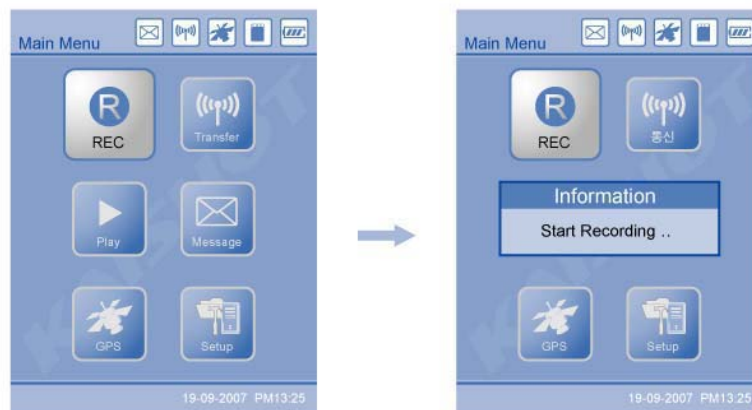 Main Menu
R
REC
Transfer
Play
Message
GPS
Setup
19-09-2007 PM13:25
Main Menu
R
REC
통신
Information
Start Recording ..
GPS
Setup
19-09-2007 PM13:25